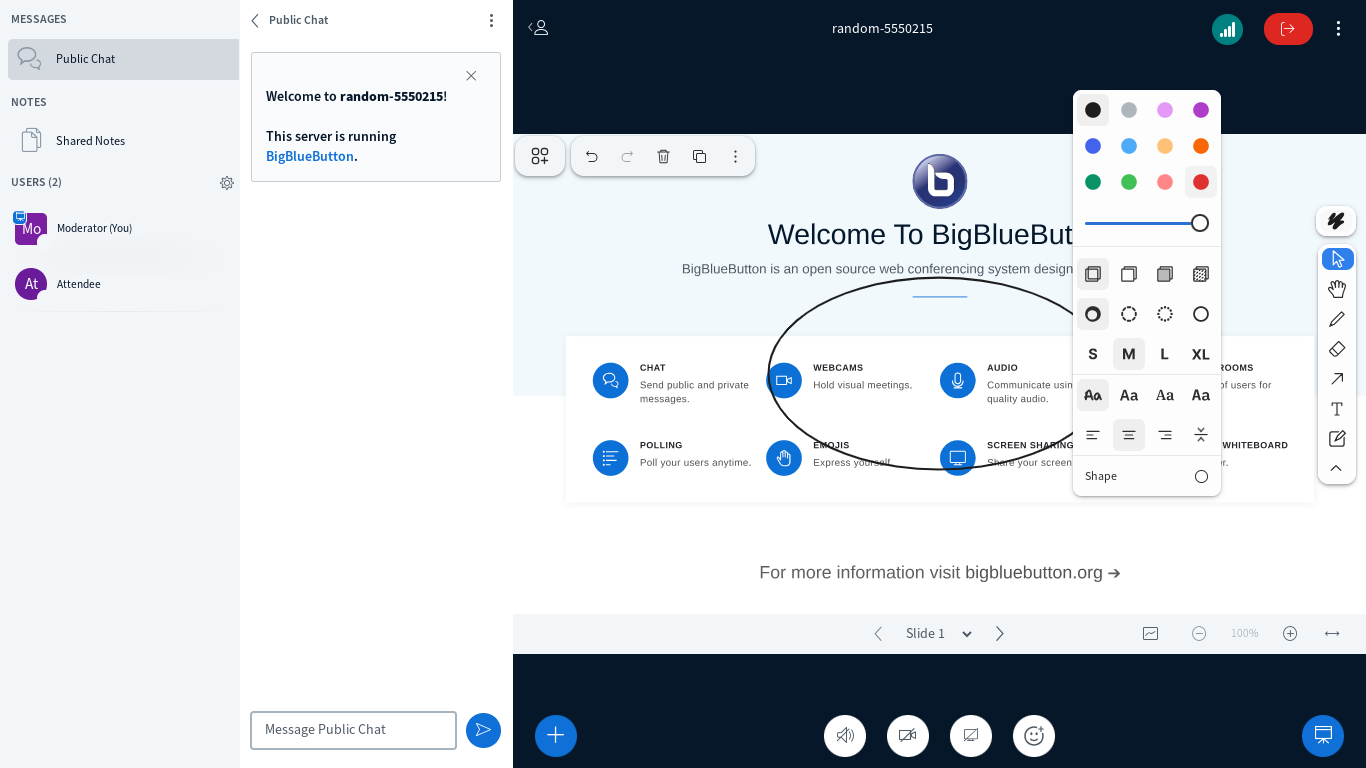 MESSAGES
Public Chat
NOTES
Shared Notes
USERS (2)
Mo
Moderator (You)
At
Attendee
Public Chat
Welcome to random-5550215!
This server is running
BigBlueButton.
Message Public Chat
random-5550215
b
Welcome To BigBlueBut
BigBlueButton is an open source web conferencing system design
CHAT
Send public and private
messages.
WEBCAMS
Hold visual meetings.
AUDIO
Communicate usin
quality audio.
ROOMS
of users for
POLLING
Poll your users anytime.
EMOJIS
Express yourself.
SCREEN SHARING
Share your screen
WHITEBOARD
r.
For more information visit bigbluebutton.org →
S M L XL
Aa Aa Aa Aa
Shape
T
Slide 1
100%